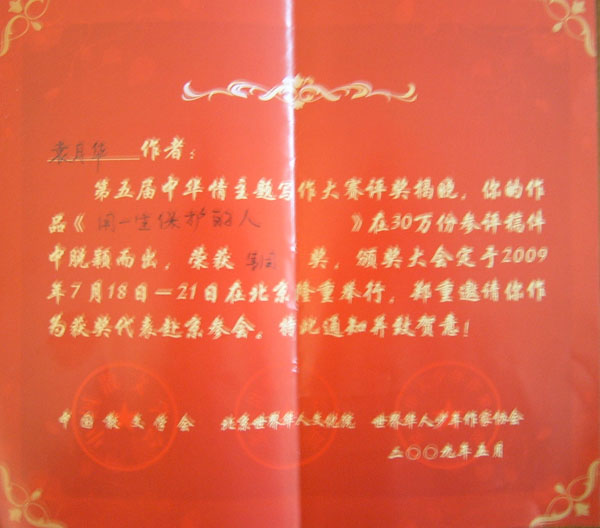 袁月华 作者:
第五届中华情主题写作大赛评奖揭晓,你的作
品《用一生保护的人》在30万份参评稿件
中脱颖而出,荣获 奖,颁奖大会定于2009
年7月18日—21日在北京隆重举行,郑重邀请你作
为获奖代表赴京参会。特此通知并致贺意!
中国散文学会 北京世界华人文化院 世界华人少年作家协会
二〇〇九年五月